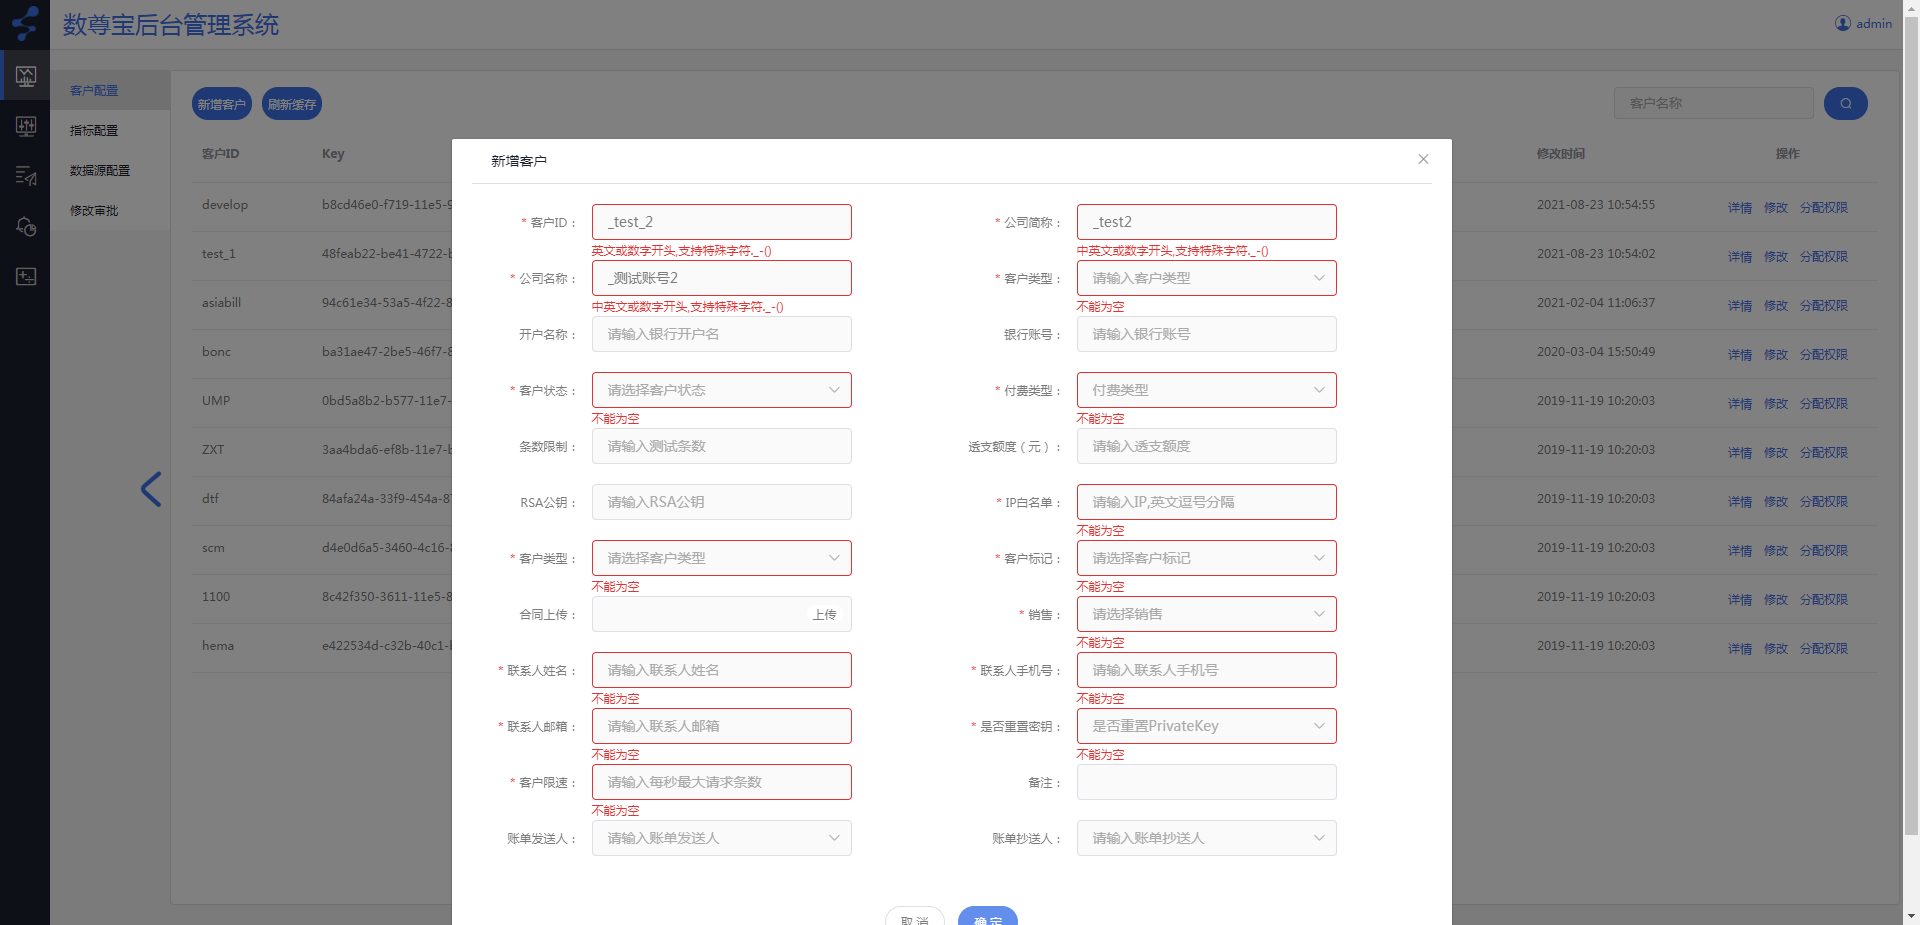 数尊宝后台管理系统
admin
客户配置
指标配置
数据源配置
修改审批
新增客户 刷新缓存
客户名称
客户ID Key 修改时间 操作
develop b8cd46e0-f719-11e5-9 2021-08-23 10:54:55 详情 修改 分配权限
test_1 48feab22-be41-4722-b 2021-08-23 10:54:02 详情 修改 分配权限
asiabill 94c61e34-53a5-4f22-8 2021-02-04 11:06:37 详情 修改 分配权限
bonc ba31ae47-2be5-46f7-8 2020-03-04 15:50:49 详情 修改 分配权限
UMP 0bd5a8b2-b577-11e7- 2019-11-19 10:20:03 详情 修改 分配权限
ZXT 3aa4bda6-ef8b-11e7-b 2019-11-19 10:20:03 详情 修改 分配权限
dtf 84afa24a-33f9-454a-87 2019-11-19 10:20:03 详情 修改 分配权限
scm d4e0d6a5-3460-4c16- 2019-11-19 10:20:03 详情 修改 分配权限
1100 8c42f350-3611-11e5-8 2019-11-19 10:20:03 详情 修改 分配权限
hema e422534d-c32b-40c1- 2019-11-19 10:20:03 详情 修改 分配权限
新增客户
* 客户ID： _test_2 * 公司简称： _test2
英文或数字开头,支持特殊字符._-() 中英文或数字开头,支持特殊字符._-()
* 公司名称： _测试账号2 * 客户类型： 请输入客户类型
中英文或数字开头,支持特殊字符._-() 不能为空
开户名称： 请输入银行开户名 银行账号： 请输入银行账号
* 客户状态： 请选择客户状态 * 付费类型： 付费类型
不能为空 不能为空
条数限制： 请输入测试条数 透支额度（元）： 请输入透支额度
RSA公钥： 请输入RSA公钥 * IP白名单： 请输入IP,英文逗号分隔
不能为空
* 客户类型： 请选择客户类型 * 客户标记： 请选择客户标记
不能为空 不能为空
合同上传： 上传 * 销售： 请选择销售
不能为空
* 联系人姓名： 请输入联系人姓名 * 联系人手机号： 请输入联系人手机号
不能为空 不能为空
* 联系人邮箱： 请输入联系人邮箱 * 是否重置密钥： 是否重置PrivateKey
不能为空 不能为空
* 客户限速： 请输入每秒最大请求条数 备注：
不能为空
账单发送人： 请输入账单发送人 账单抄送人： 请输入账单抄送人
取消 确定